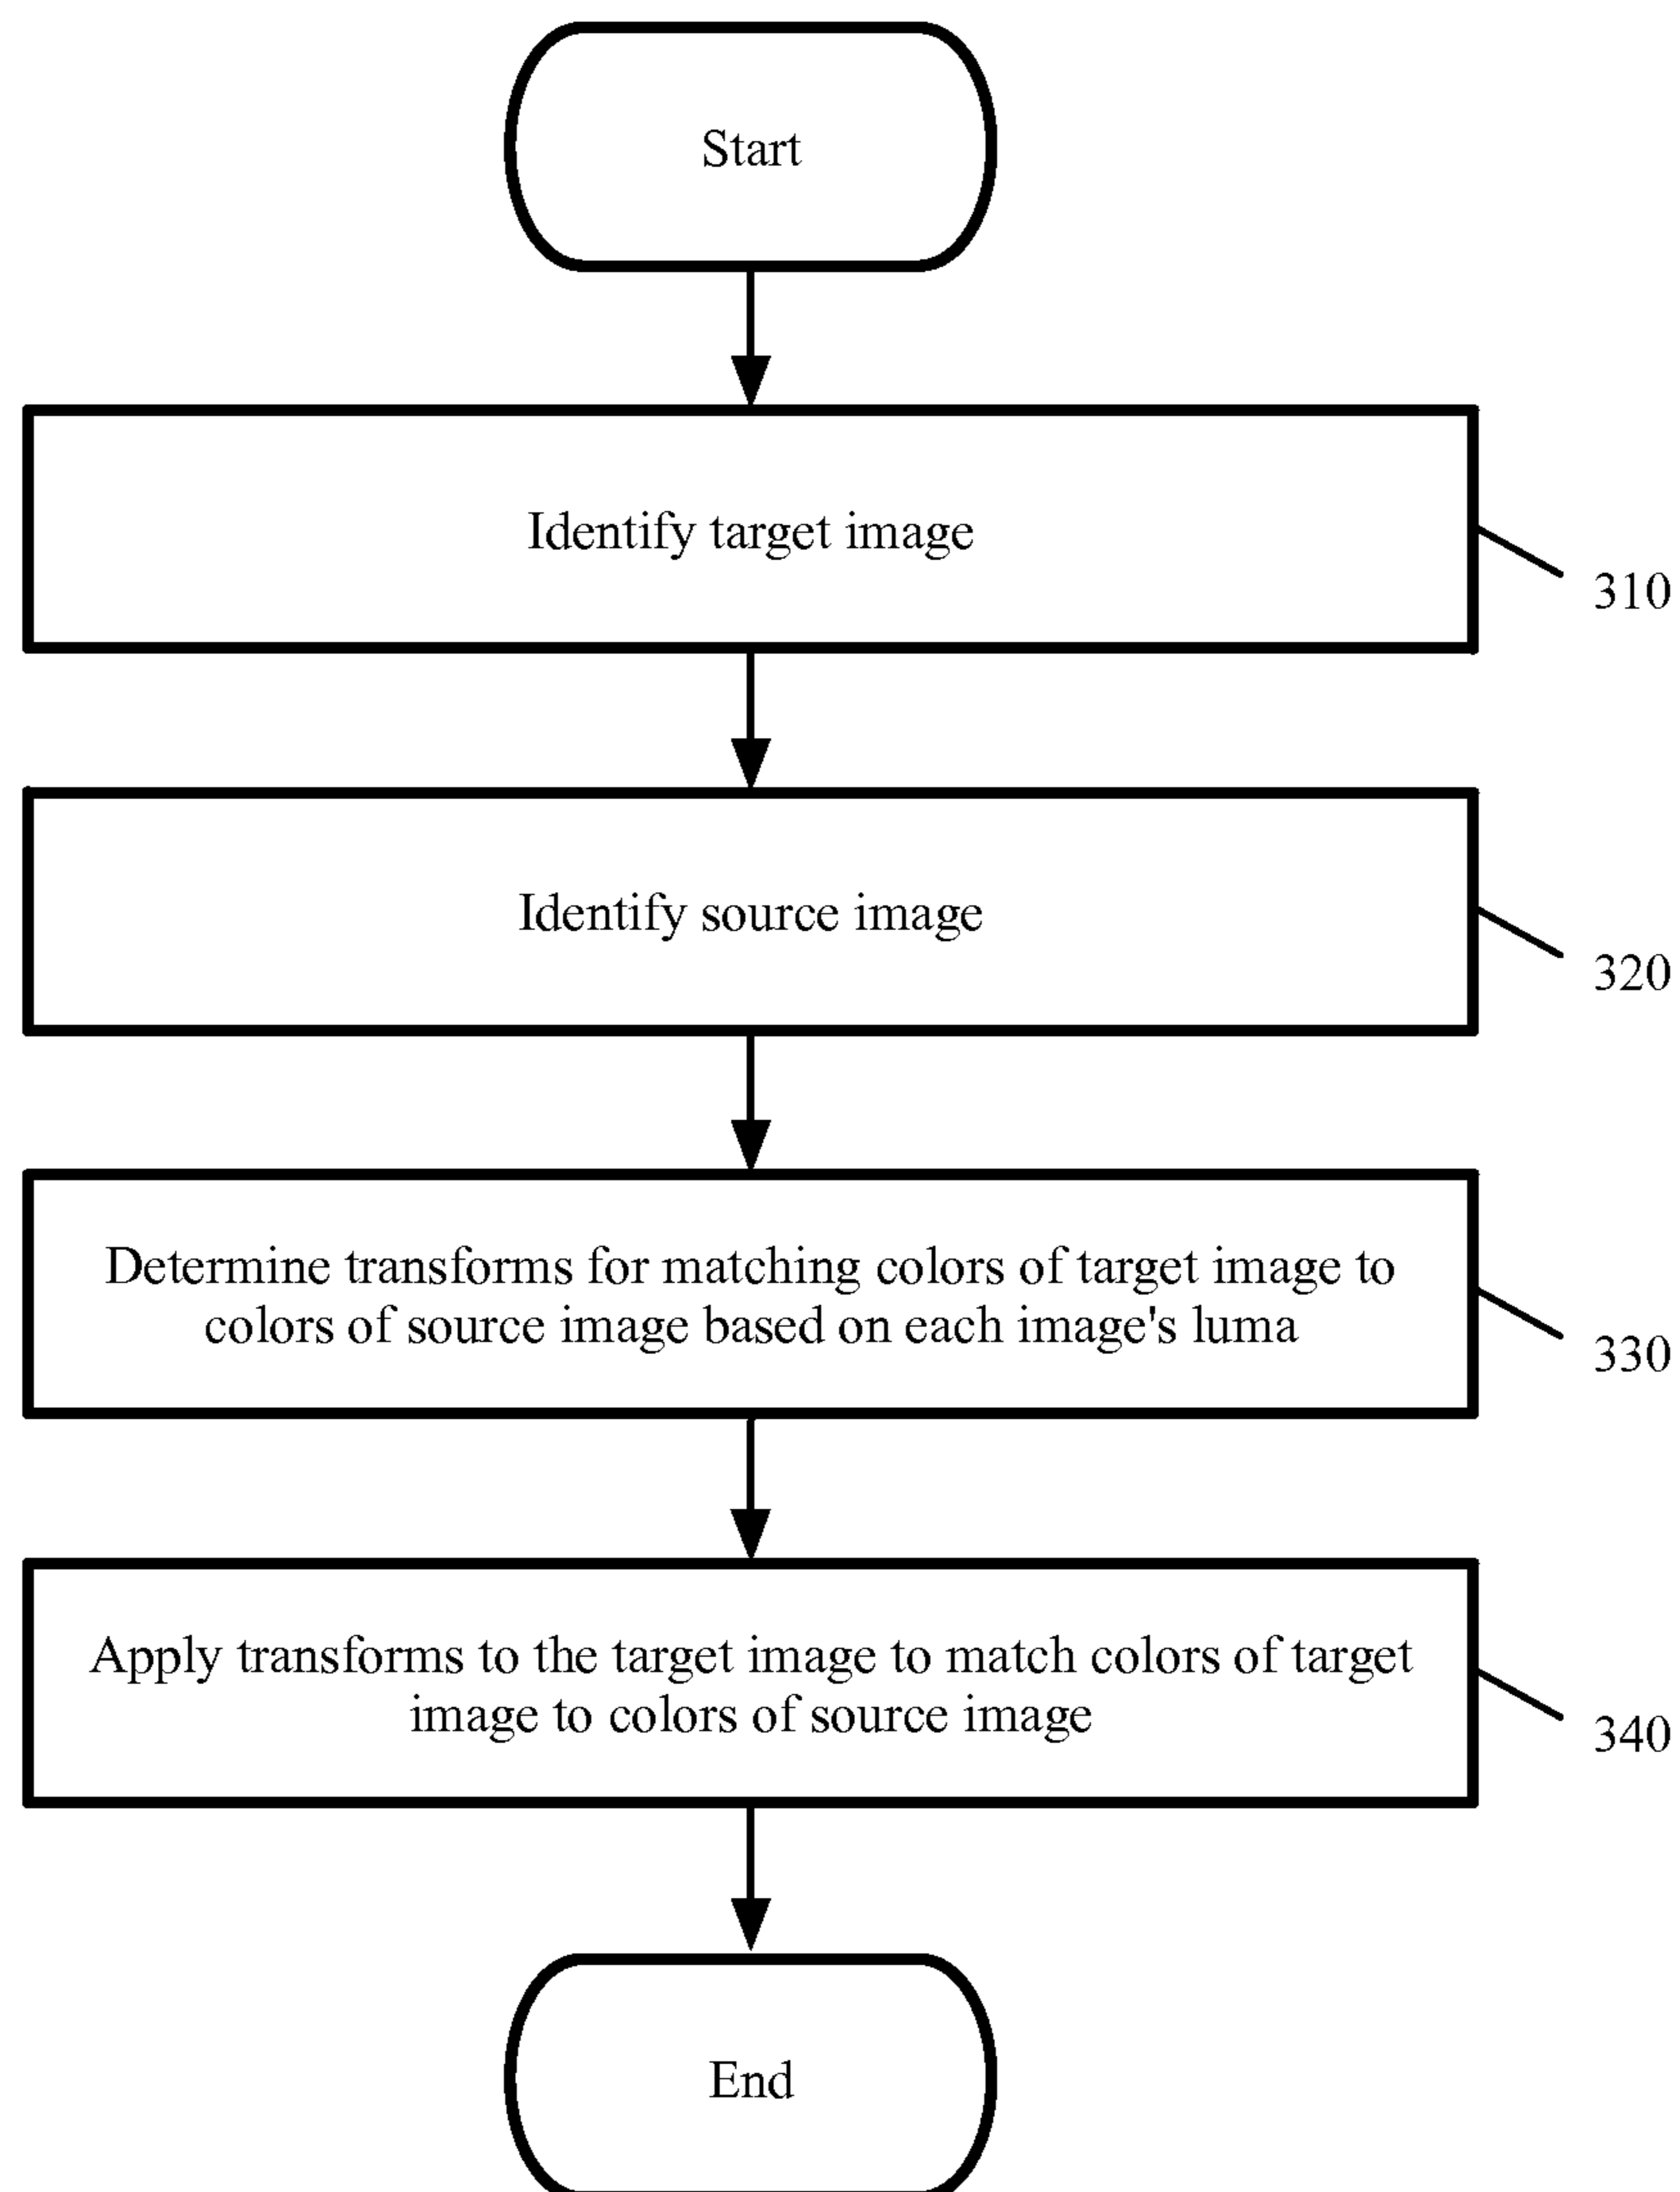 Start
Identify target image
310
Identify source image
320
Determine transforms for matching colors of target image to
colors of source image based on each image's luma
330
Apply transforms to the target image to match colors of target
image to colors of source image
340
End